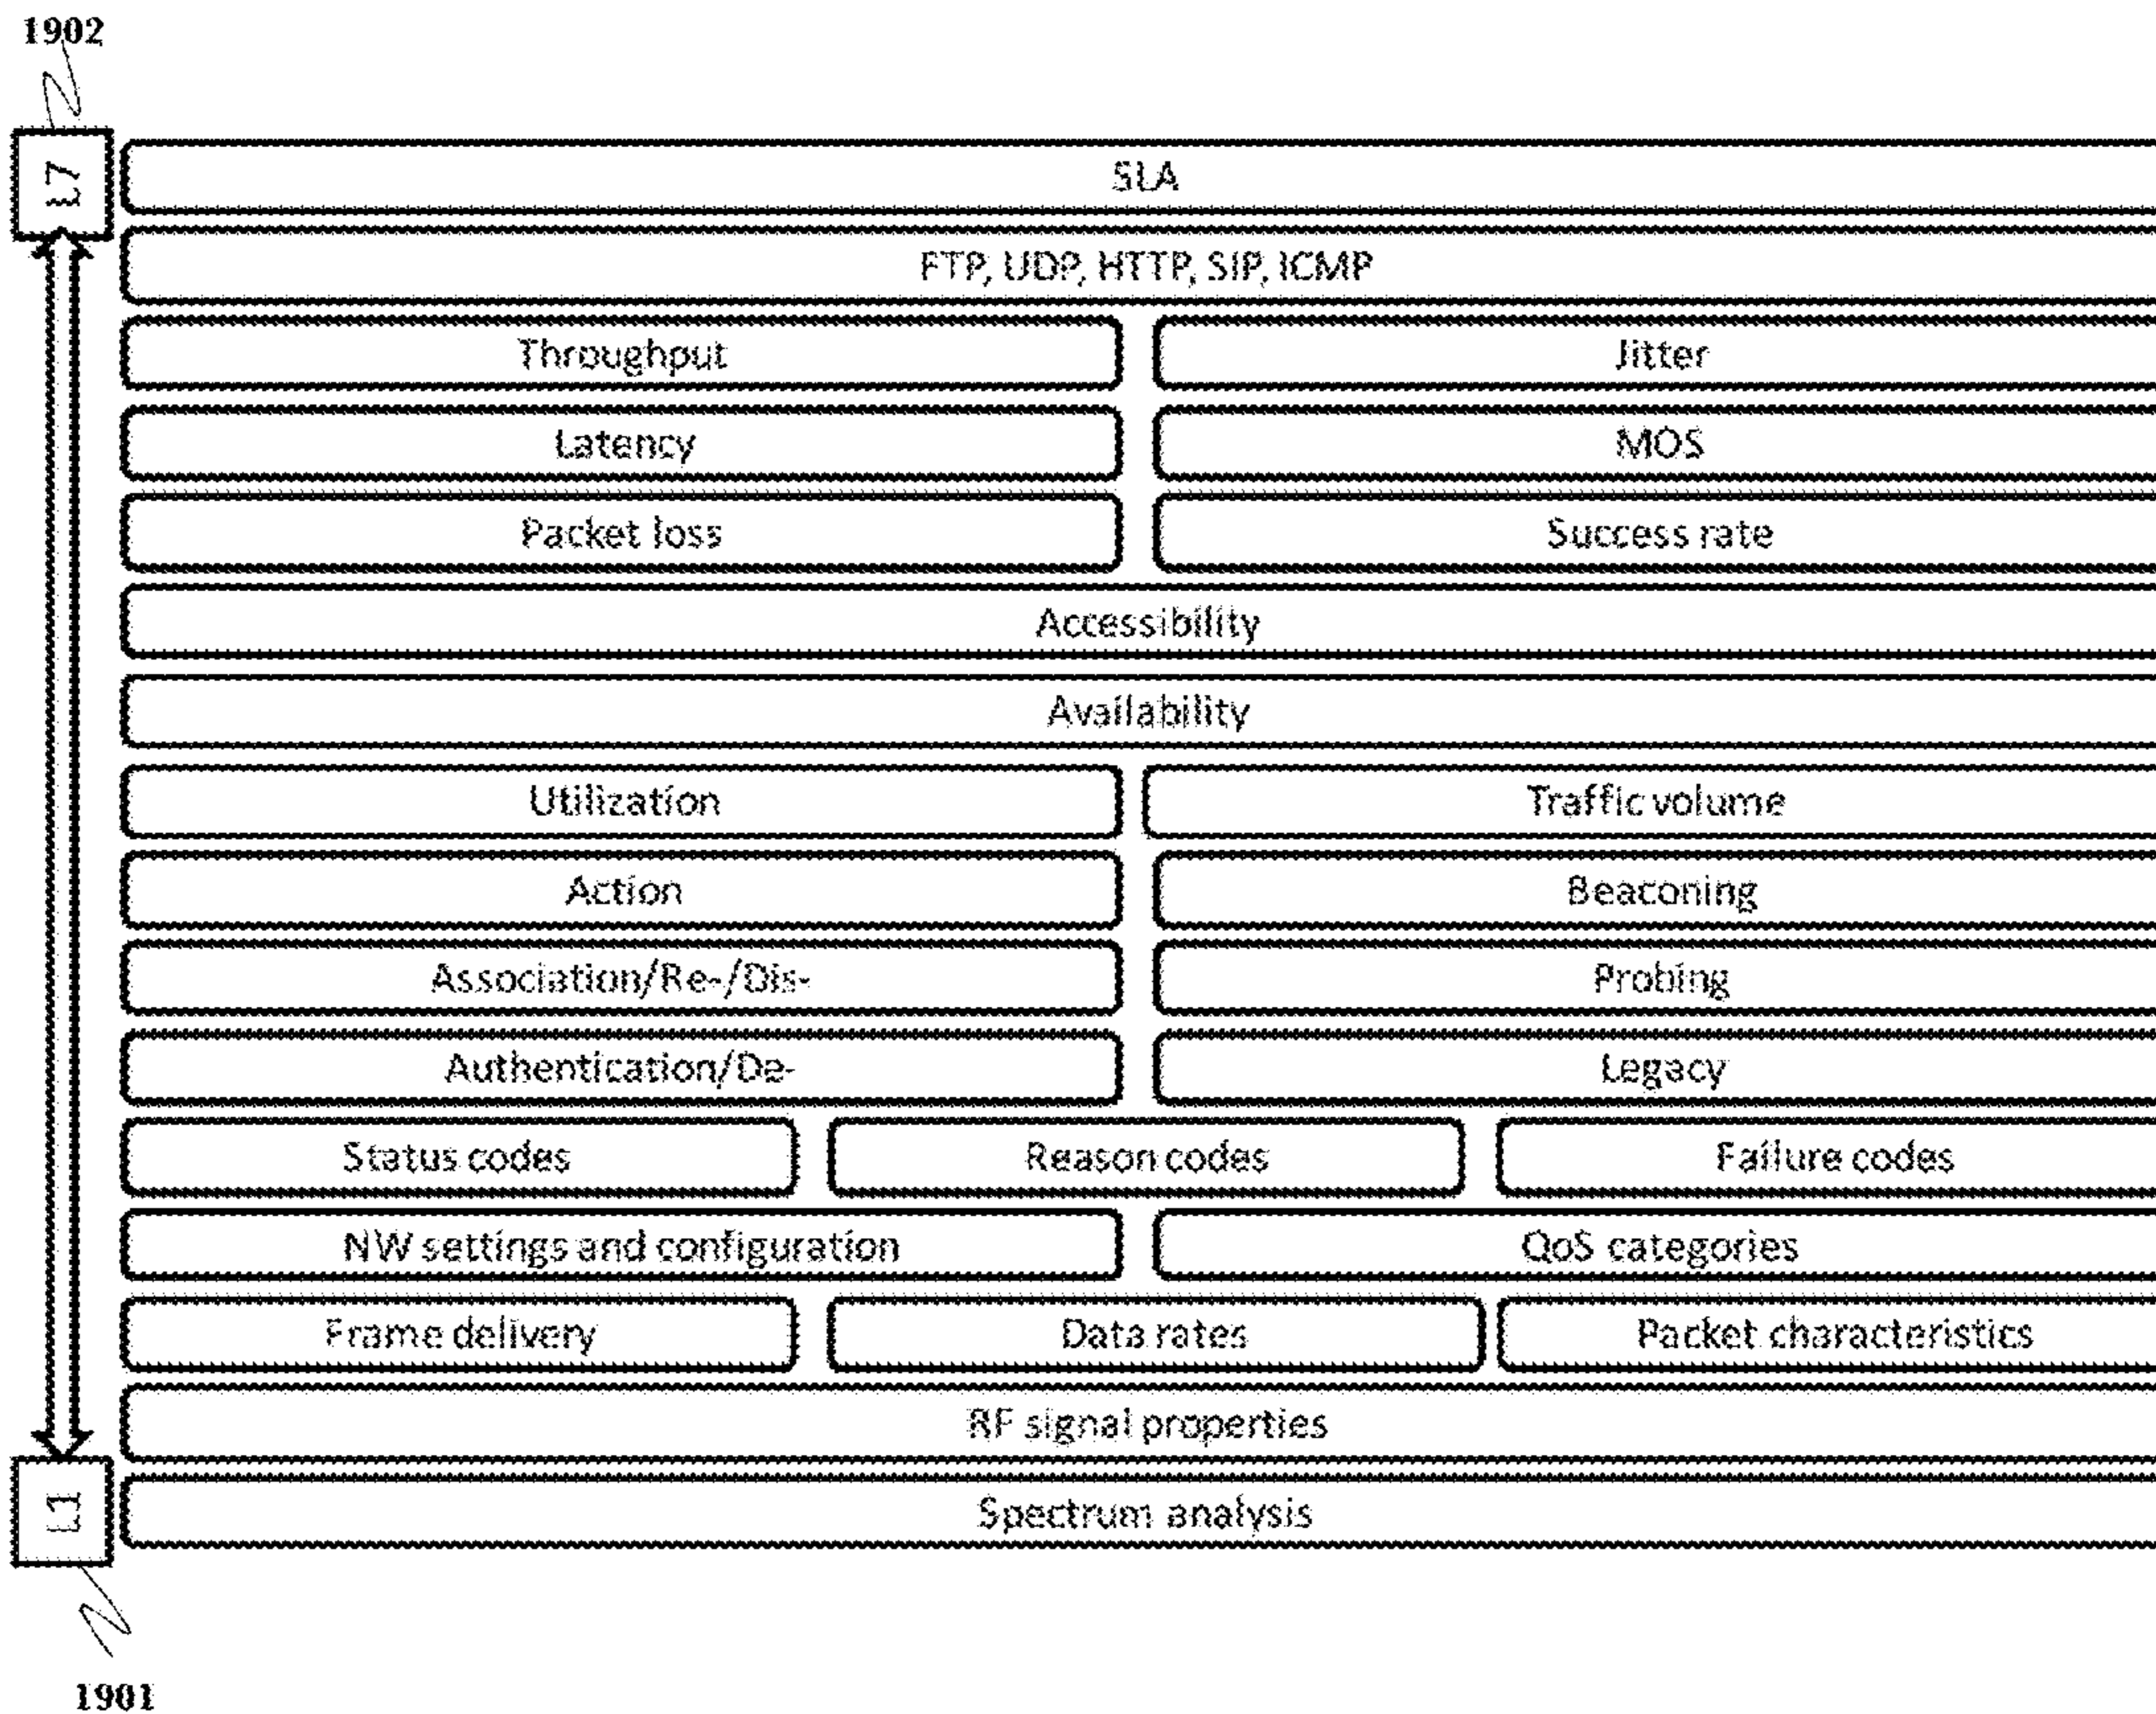 1902
L7
SLA
FTP, UDP, HTTP, SIP, ICMP
Throughput
Jitter
Latency
MOS
Packet loss
Success rate
Accessibility
Availability
Utilization
Traffic volume
Action
Beaconing
Association/Re-/Dis-
Probing
Authentication/De-
Legacy
Status codes
Reason codes
Failure codes
NW settings and configuration
QoS categories
Frame delivery
Data rates
Packet characteristics
RF signal properties
L1
Spectrum analysis
1901